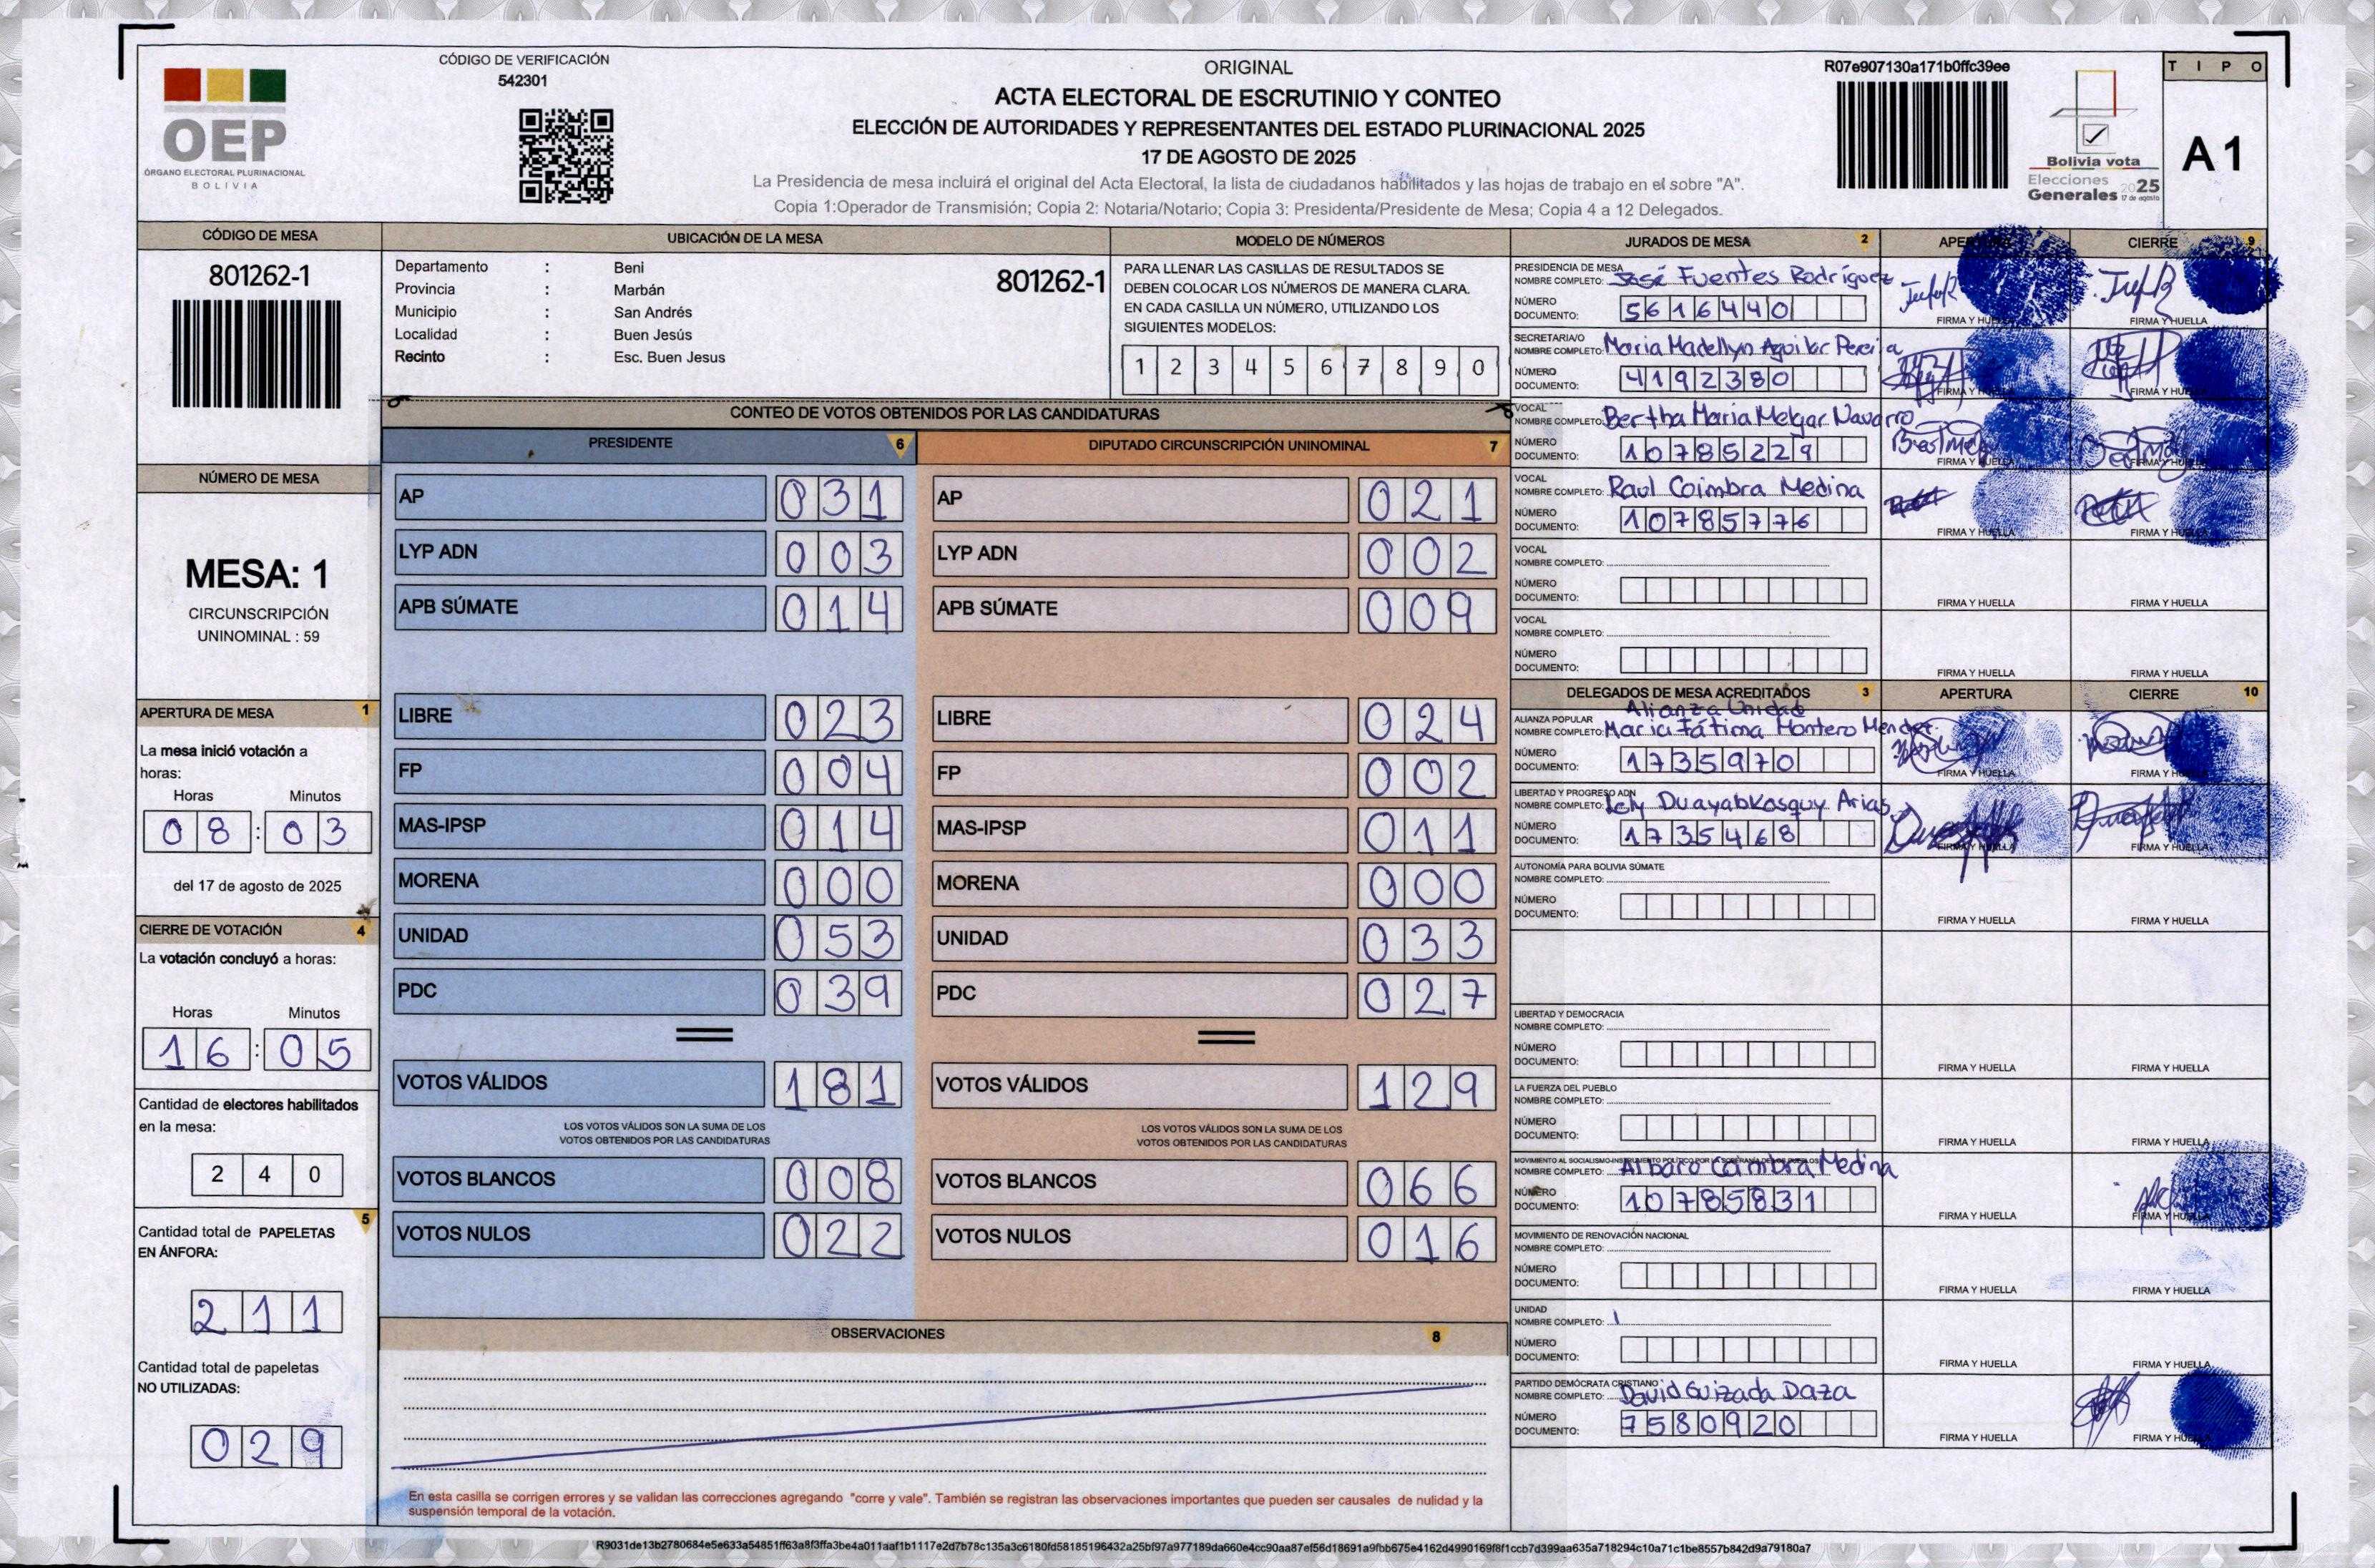 CÓDIGO DE VERIFICACIÓN
542301
OEP
ÓRGANO ELECTORAL PLURINACIONAL
BOLIVIA
ORIGINAL
ACTA ELECTORAL DE ESCRUTINIO Y CONTEO
ELECCIÓN DE AUTORIDADES Y REPRESENTANTES DEL ESTADO PLURINACIONAL 2025
17 DE AGOSTO DE 2025
La Presidencia de mesa incluirá el original del Acta Electoral, la lista de ciudadanos habilitados y las hojas de trabajo en el sobre "A".
Copia 1:Operador de Transmisión; Copia 2: Notaria/Notario; Copia 3: Presidenta/Presidente de Mesa; Copia 4 a 12 Delegados.
R07e907130a171b0ffc39ee
Bolivia vota
Elecciones
Generales 2025
17 de agosto
TIPO
A 1
CÓDIGO DE MESA
801262-1
NÚMERO DE MESA
MESA: 1
CIRCUNSCRIPCIÓN
UNINOMINAL : 59
APERTURA DE MESA 1
La mesa inició votación a
horas:
Horas Minutos
08 : 03
del 17 de agosto de 2025
CIERRE DE VOTACIÓN 4
La votación concluyó a horas:
Horas Minutos
16 : 05
Cantidad de electores habilitados
en la mesa:
240
5
Cantidad total de PAPELETAS
EN ÁNFORA:
211
Cantidad total de papeletas
NO UTILIZADAS:
029
UBICACIÓN DE LA MESA
Departamento : Beni
801262-1
Provincia : Marbán
Municipio : San Andrés
Localidad : Buen Jesús
Recinto : Esc. Buen Jesus
MODELO DE NÚMEROS
PARA LLENAR LAS CASILLAS DE RESULTADOS SE
DEBEN COLOCAR LOS NÚMEROS DE MANERA CLARA.
EN CADA CASILLA UN NÚMERO, UTILIZANDO LOS
SIGUIENTES MODELOS:
1 2 3 4 5 6 7 8 9 0
CONTEO DE VOTOS OBTENIDOS POR LAS CANDIDATURAS
PRESIDENTE 6
AP 031
LYP ADN 003
APB SÚMATE 014
LIBRE 023
FP 004
MAS-IPSP 014
MORENA 000
UNIDAD 053
PDC 039
VOTOS VÁLIDOS 181
LOS VOTOS VÁLIDOS SON LA SUMA DE LOS
VOTOS OBTENIDOS POR LAS CANDIDATURAS
VOTOS BLANCOS 008
VOTOS NULOS 022
DIPUTADO CIRCUNSCRIPCIÓN UNINOMINAL 7
AP 021
LYP ADN 002
APB SÚMATE 009
LIBRE 024
FP 002
MAS-IPSP 011
MORENA 000
UNIDAD 033
PDC 027
VOTOS VÁLIDOS 129
LOS VOTOS VÁLIDOS SON LA SUMA DE LOS
VOTOS OBTENIDOS POR LAS CANDIDATURAS
VOTOS BLANCOS 066
VOTOS NULOS 016
OBSERVACIONES 8
En esta casilla se corrigen errores y se validan las correcciones agregando "corre y vale". También se registran las observaciones importantes que pueden ser causales de nulidad y la
suspensión temporal de la votación.
JURADOS DE MESA 2 APERTURA CIERRE 9
PRESIDENCIA DE MESA
NOMBRE COMPLETO: José Fuentes Rodríguez
NÚMERO
DOCUMENTO: 5616440
FIRMA Y HUELLA FIRMA Y HUELLA
SECRETARIA/O
NOMBRE COMPLETO: Maria Madellyn Aguilar Pereira
NÚMERO
DOCUMENTO: 4192380
FIRMA Y HUELLA FIRMA Y HUELLA
VOCAL
NOMBRE COMPLETO: Bertha Maria Melgar Navarro
NÚMERO
DOCUMENTO: 10785229
FIRMA Y HUELLA FIRMA Y HUELLA
VOCAL
NOMBRE COMPLETO: Raul Coimbra Medina
NÚMERO
DOCUMENTO: 10785776
FIRMA Y HUELLA FIRMA Y HUELLA
VOCAL
NOMBRE COMPLETO:
NÚMERO
DOCUMENTO:
FIRMA Y HUELLA FIRMA Y HUELLA
VOCAL
NOMBRE COMPLETO:
NÚMERO
DOCUMENTO:
FIRMA Y HUELLA FIRMA Y HUELLA
DELEGADOS DE MESA ACREDITADOS 3 APERTURA CIERRE 10
Alianza Unidad
ALIANZA POPULAR
NOMBRE COMPLETO: Maria Fátima Montero Mendez
NÚMERO
DOCUMENTO: 1735970
FIRMA Y HUELLA FIRMA Y HUELLA
LIBERTAD Y PROGRESO ADN
NOMBRE COMPLETO: Arias
NÚMERO
DOCUMENTO: 1735468
FIRMA Y HUELLA FIRMA Y HUELLA
AUTONOMÍA PARA BOLIVIA SÚMATE
NOMBRE COMPLETO:
NÚMERO
DOCUMENTO:
FIRMA Y HUELLA FIRMA Y HUELLA
LIBERTAD Y DEMOCRACIA
NOMBRE COMPLETO:
NÚMERO
DOCUMENTO:
FIRMA Y HUELLA FIRMA Y HUELLA
LA FUERZA DEL PUEBLO
NOMBRE COMPLETO:
NÚMERO
DOCUMENTO:
FIRMA Y HUELLA FIRMA Y HUELLA
MOVIMIENTO AL SOCIALISMO-INSTRUMENTO POLÍTICO POR LA SOBERANÍA DE LOS PUEBLOS
NOMBRE COMPLETO: Albaro Coimbra Medina
NÚMERO
DOCUMENTO: 10785831
FIRMA Y HUELLA FIRMA Y HUELLA
MOVIMIENTO DE RENOVACIÓN NACIONAL
NOMBRE COMPLETO:
NÚMERO
DOCUMENTO:
FIRMA Y HUELLA FIRMA Y HUELLA
UNIDAD
NOMBRE COMPLETO:
NÚMERO
DOCUMENTO:
FIRMA Y HUELLA FIRMA Y HUELLA
PARTIDO DEMÓCRATA CRISTIANO
NOMBRE COMPLETO: David Guizada Daza
NÚMERO
DOCUMENTO: 7580920
FIRMA Y HUELLA FIRMA Y HUELLA